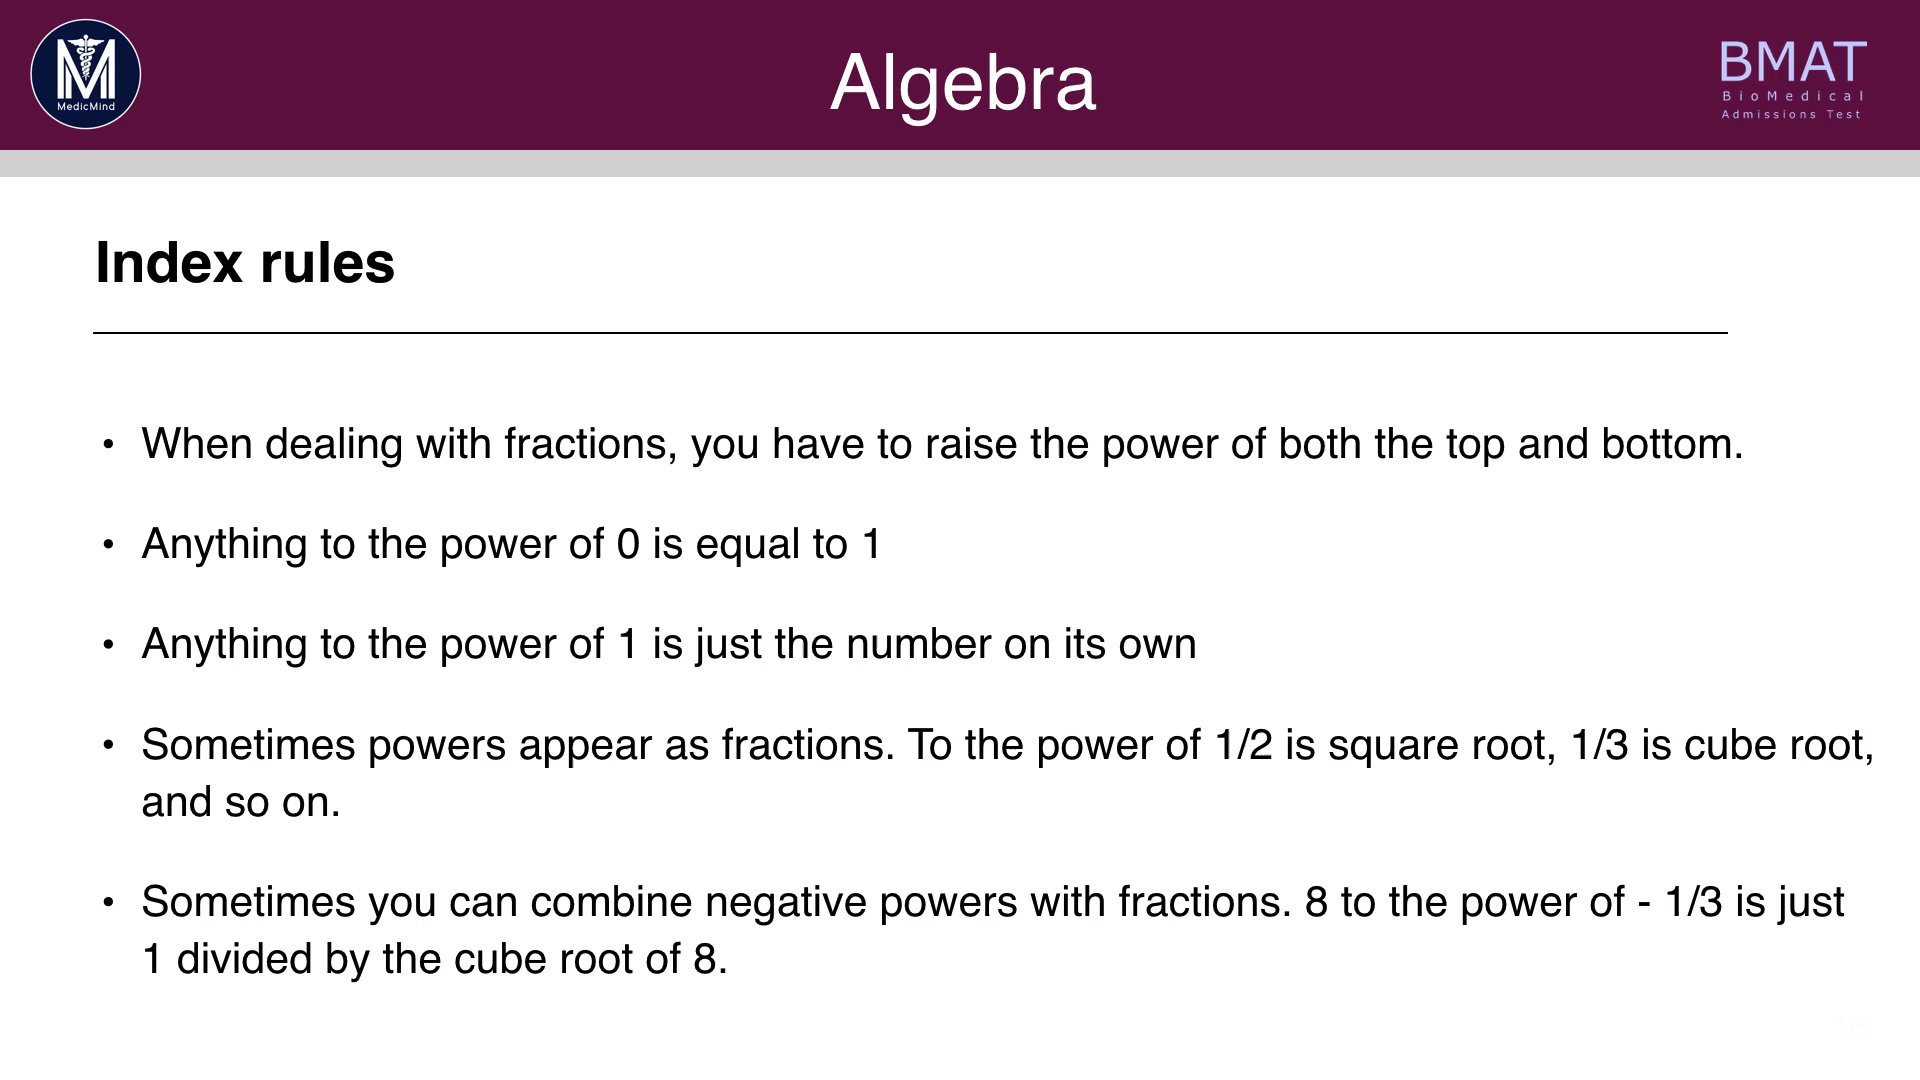 MedicMind
Algebra
BMAT
BioMedical
Admissions Test
Index rules
• When dealing with fractions, you have to raise the power of both the top and bottom.
• Anything to the power of 0 is equal to 1
• Anything to the power of 1 is just the number on its own
• Sometimes powers appear as fractions. To the power of 1/2 is square root, 1/3 is cube root,
and so on.
• Sometimes you can combine negative powers with fractions. 8 to the power of - 1/3 is just
1 divided by the cube root of 8.